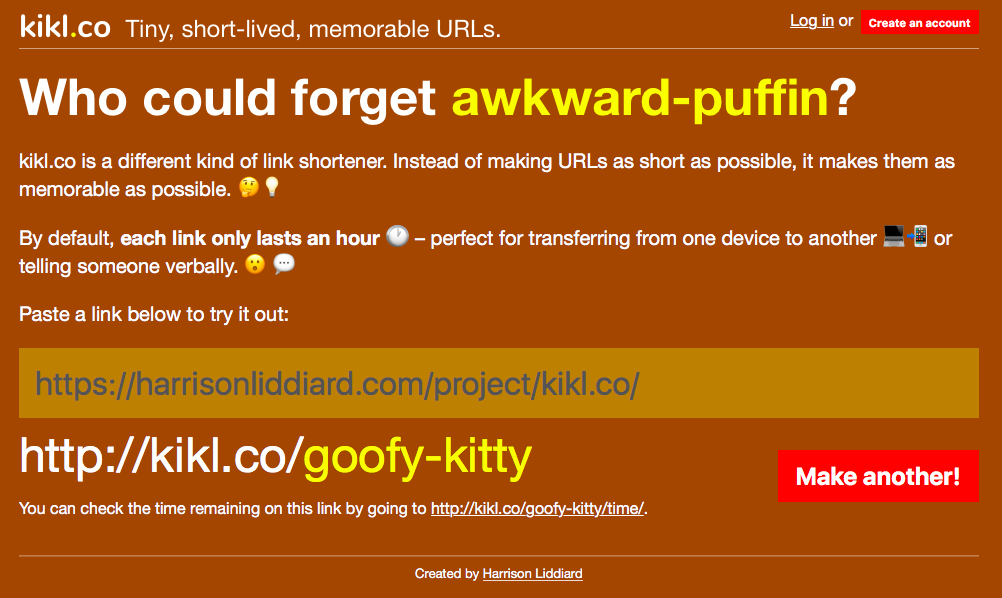 kikl.co Tiny, short-lived, memorable URLs.
Log in or Create an account
Who could forget awkward-puffin?
kikl.co is a different kind of link shortener. Instead of making URLs as short as possible, it makes them as
memorable as possible. 🤔💡
By default, each link only lasts an hour 🕐 – perfect for transferring from one device to another 💻📲 or
telling someone verbally. 😮 💬
Paste a link below to try it out:
https://harrisonliddiard.com/project/kikl.co/
http://kikl.co/goofy-kitty
Make another!
You can check the time remaining on this link by going to http://kikl.co/goofy-kitty/time/.
Created by Harrison Liddiard